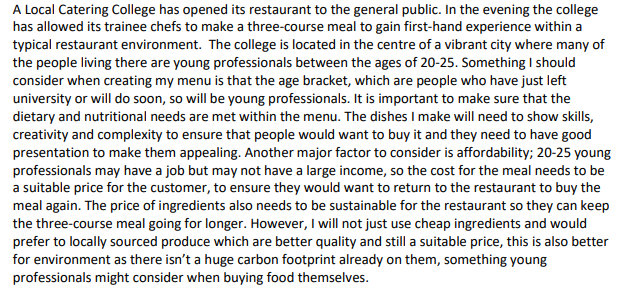 A Local Catering College has opened its restaurant to the general public. In the evening the college
has allowed its trainee chefs to make a three-course meal to gain first-hand experience within a
typical restaurant environment.  The college is located in the centre of a vibrant city where many of
the people living there are young professionals between the ages of 20-25. Something I should
consider when creating my menu is that the age bracket, which are people who have just left
university or will do soon, so will be young professionals. It is important to make sure that the
dietary and nutritional needs are met within the menu. The dishes I make will need to show skills,
creativity and complexity to ensure that people would want to buy it and they need to have good
presentation to make them appealing. Another major factor to consider is affordability; 20-25 young
professionals may have a job but may not have a large income, so the cost for the meal needs to be
a suitable price for the customer, to ensure they would want to return to the restaurant to buy the
meal again. The price of ingredients also needs to be sustainable for the restaurant so they can keep
the three-course meal going for longer. However, I will not just use cheap ingredients and would
prefer to locally sourced produce which are better quality and still a suitable price, this is also better
for environment as there isn't a huge carbon footprint already on them, something young
professionals might consider when buying food themselves.